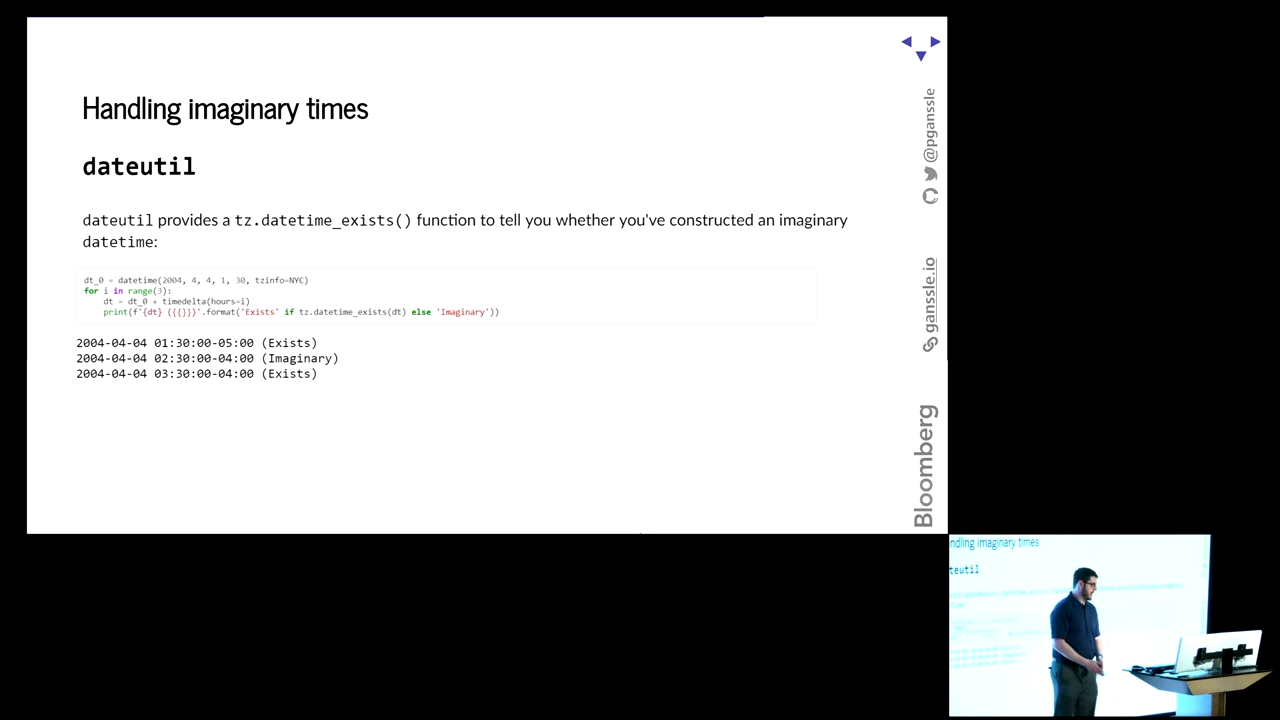 Handling imaginary times
dateutil
dateutil provides a tz.datetime_exists() function to tell you whether you've constructed an imaginary
datetime:
dt_0 = datetime(2004, 4, 4, 1, 30, tzinfo=NYC)
for i in range(3):
    dt = dt_0 + timedelta(hours=i)
    print(f'{dt} ({{}})'.format('Exists' if tz.datetime_exists(dt) else 'Imaginary'))
2004-04-04 01:30:00-05:00 (Exists)
2004-04-04 02:30:00-04:00 (Imaginary)
2004-04-04 03:30:00-04:00 (Exists)
@pganssle
ganssle.io
Bloomberg
ndling imaginary times
teutil